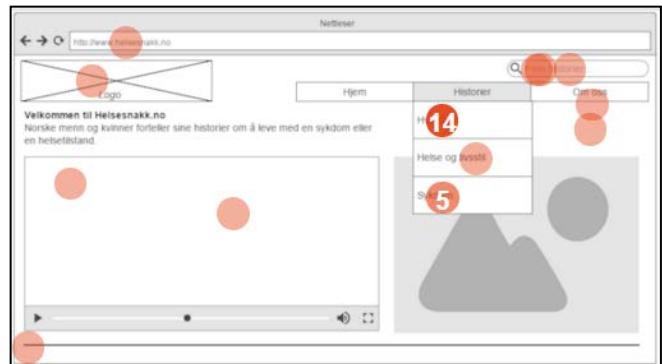 Nettleser
http://www.helsesnakk.no
Logo
Hjem
Historier
Om oss
Velkommen til Helsesnakk.no
Norske menn og kvinner forteller sine historier om å leve med en sykdom eller
en helsetilstand.
14
Helse og livsstil
5